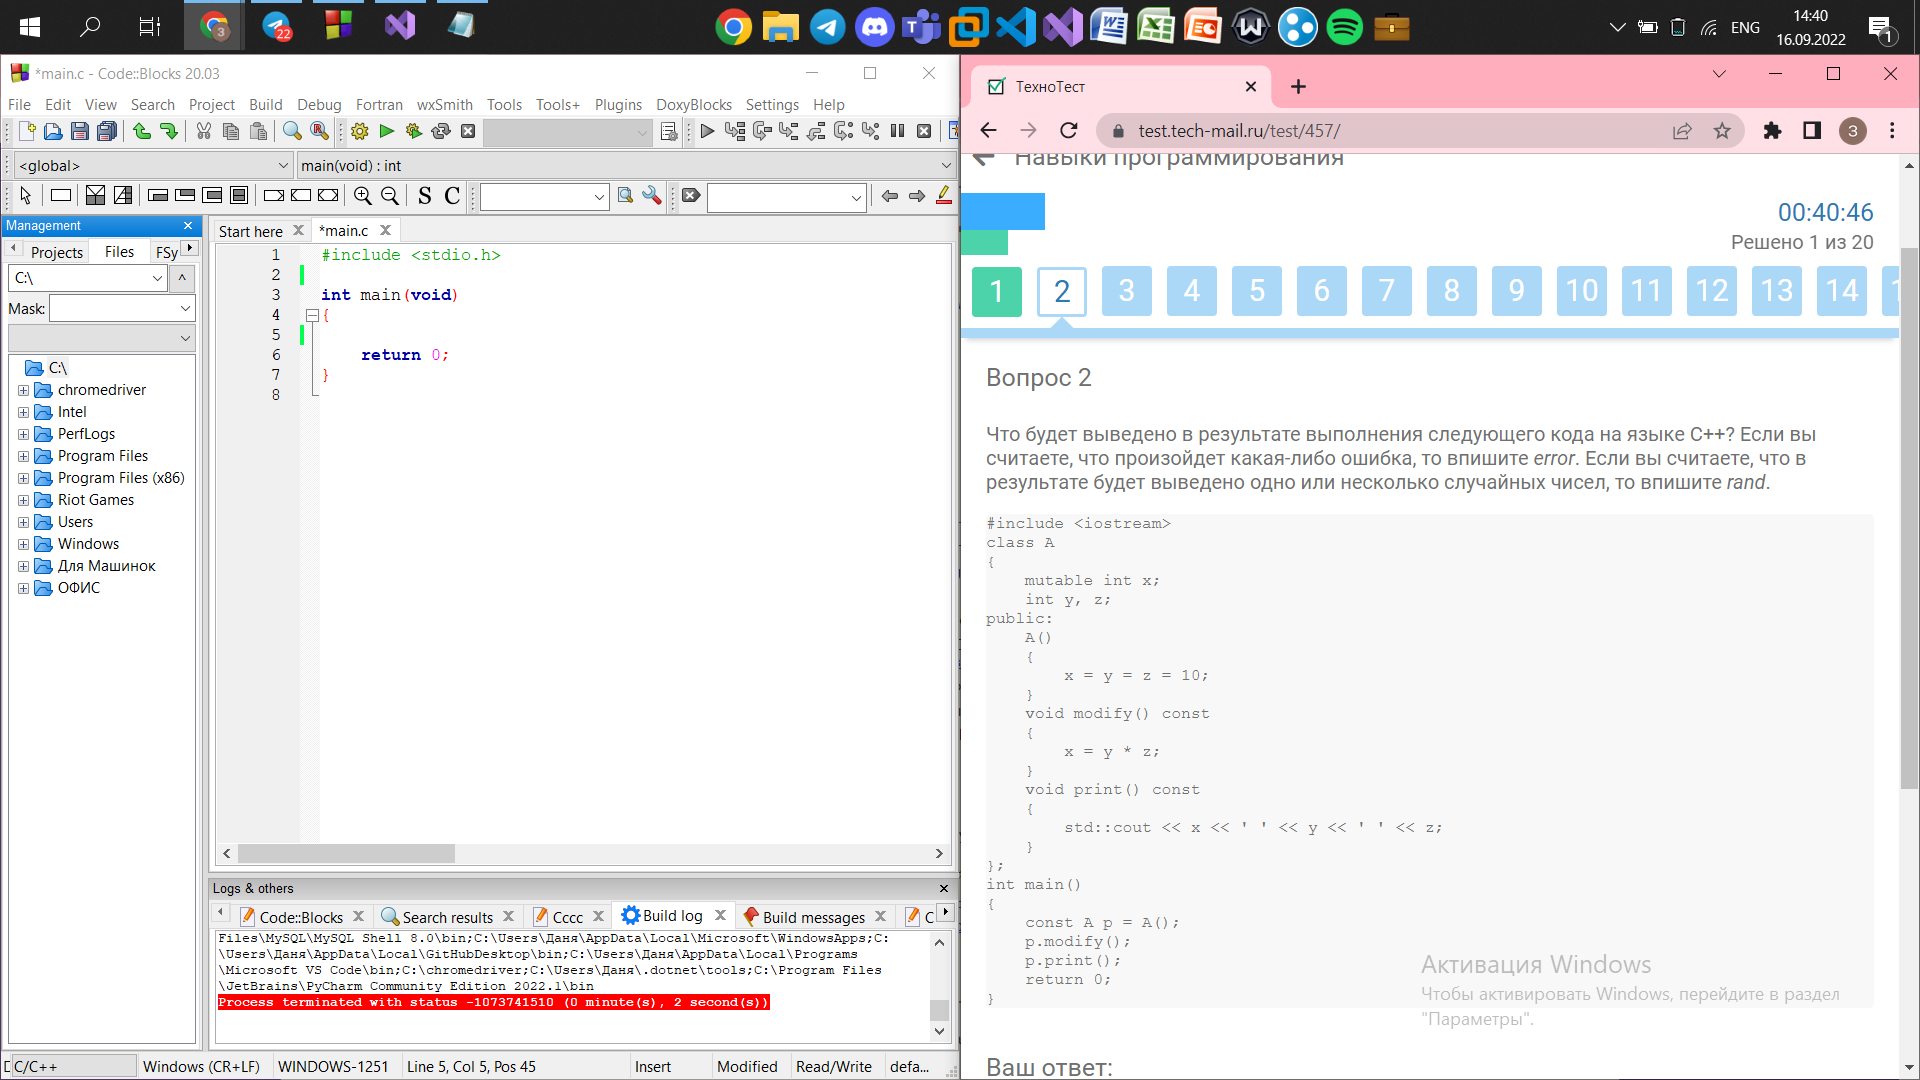 3
22
ENG
14:40
16.09.2022
1
*main.c - Code::Blocks 20.03
File Edit View Search Project Build Debug Fortran wxSmith Tools Tools+ Plugins DoxyBlocks Settings Help
<global>
main(void) : int
S C
Management
Projects Files FSy
C:\
^
Mask:
C:\
chromedriver
Intel
PerfLogs
Program Files
Program Files (x86)
Riot Games
Users
Windows
Для Машинок
ОФИС
Start here
*main.c
1 #include <stdio.h>
2
3 int main(void)
4 {
5
6     return 0;
7 }
8
Logs & others
Code::Blocks
Search results
Cccc
Build log
Build messages
C
Files\MySQL\MySQL Shell 8.0\bin;C:\Users\Даня\AppData\Local\Microsoft\WindowsApps;C:
\Users\Даня\AppData\Local\GitHubDesktop\bin;C:\Users\Даня\AppData\Local\Programs
\Microsoft VS Code\bin;C:\chromedriver;C:\Users\Даня\.dotnet\tools;C:\Program Files
\JetBrains\PyCharm Community Edition 2022.1\bin
Process terminated with status -1073741510 (0 minute(s), 2 second(s))
C/C++
Windows (CR+LF)
WINDOWS-1251
Line 5, Col 5, Pos 45
Insert
Modified
Read/Write
defa...
ТехноТест
test.tech-mail.ru/test/457/
3
Навыки программирования
00:40:46
Решено 1 из 20
1 2 3 4 5 6 7 8 9 10 11 12 13 14
Вопрос 2
Что будет выведено в результате выполнения следующего кода на языке C++? Если вы
считаете, что произойдет какая-либо ошибка, то впишите error. Если вы считаете, что в
результате будет выведено одно или несколько случайных чисел, то впишите rand.
#include <iostream>
class A
{
    mutable int x;
    int y, z;
public:
    A()
    {
        x = y = z = 10;
    }
    void modify() const
    {
        x = y * z;
    }
    void print() const
    {
        std::cout << x << ' ' << y << ' ' << z;
    }
};
int main()
{
    const A p = A();
    p.modify();
    p.print();
    return 0;
}
Активация Windows
Чтобы активировать Windows, перейдите в раздел
"Параметры".
Ваш ответ: